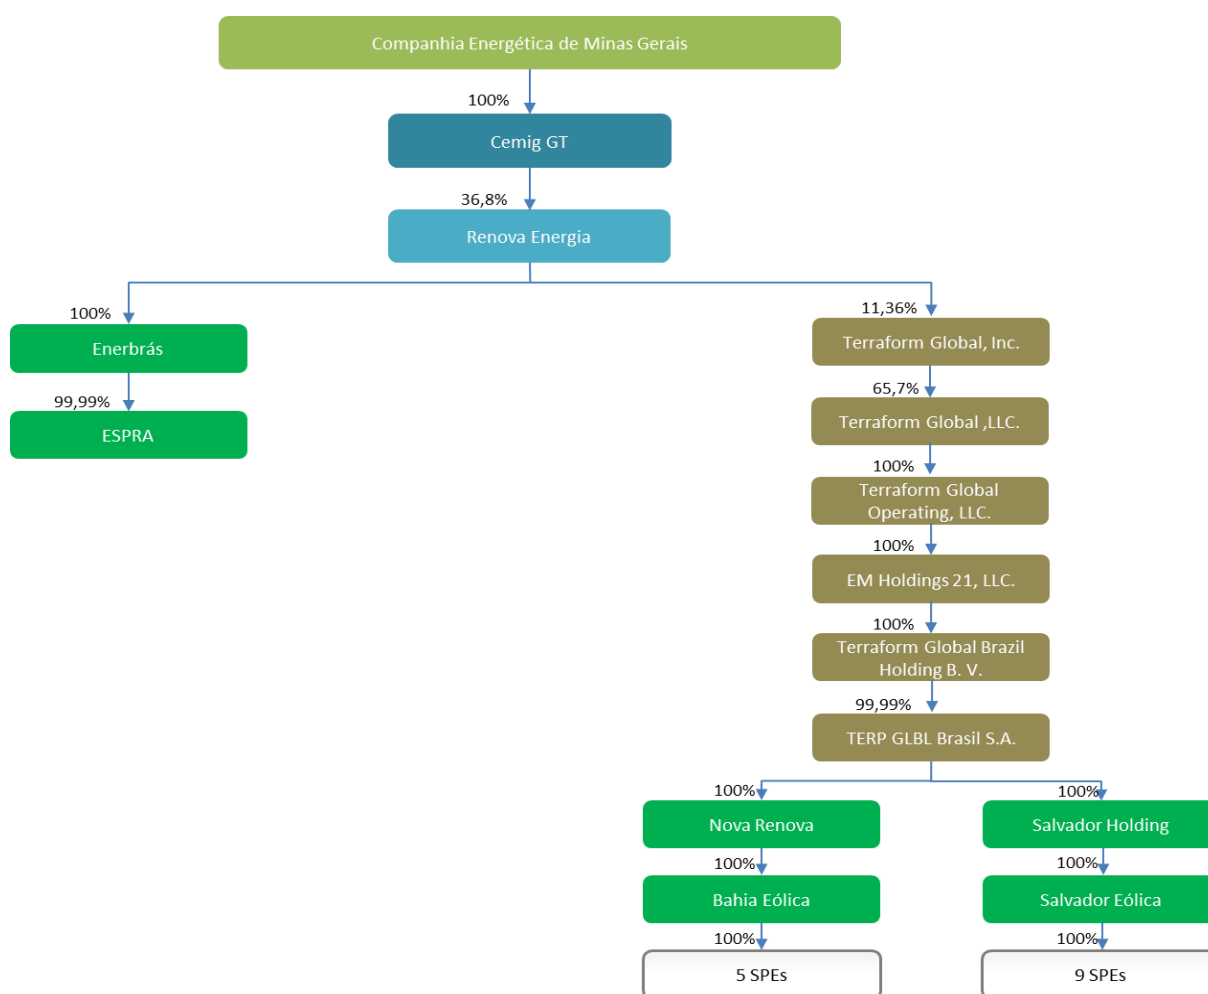 Companhia Energética de Minas Gerais
100%
Cemig GT
36,8%
Renova Energia
100%
11,36%
Enerbrás
Terraform Global, Inc.
99,99%
65,7%
ESPRA
Terraform Global ,LLC.
100%
Terraform Global
Operating, LLC.
100%
EM Holdings 21, LLC.
100%
Terraform Global Brazil
Holding B. V.
99,99%
TERP GLBL Brasil S.A.
100%
100%
Nova Renova
Salvador Holding
100%
100%
Bahia Eólica
Salvador Eólica
100%
100%
5 SPEs
9 SPEs